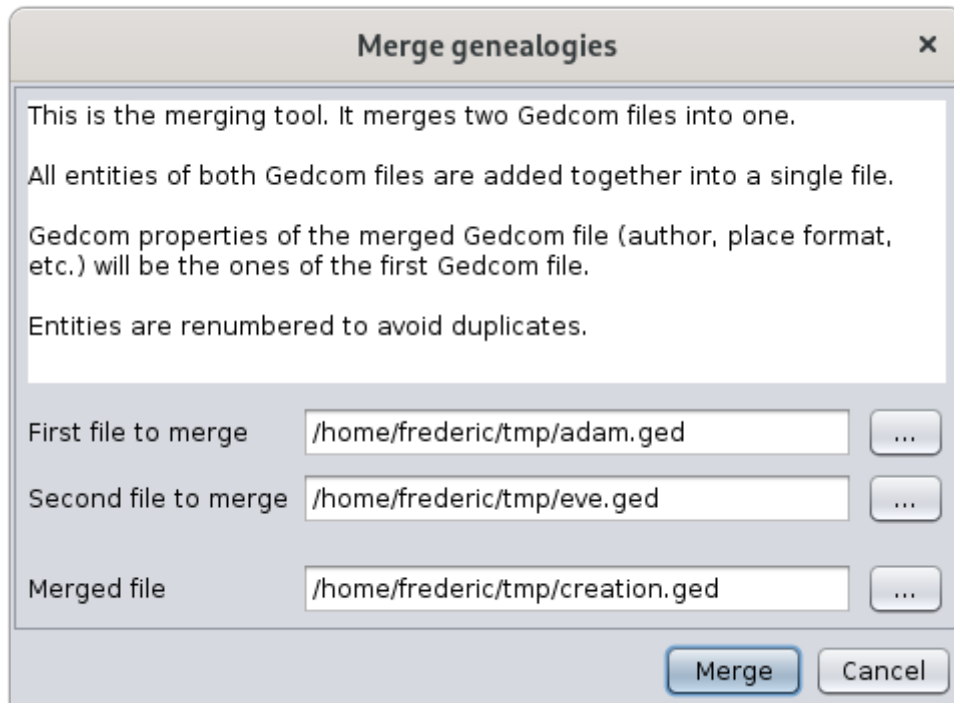 Merge genealogies ×
This is the merging tool. It merges two Gedcom files into one.
All entities of both Gedcom files are added together into a single file.
Gedcom properties of the merged Gedcom file (author, place format,
etc.) will be the ones of the first Gedcom file.
Entities are renumbered to avoid duplicates.
First file to merge /home/frederic/tmp/adam.ged ...
Second file to merge /home/frederic/tmp/eve.ged ...
Merged file /home/frederic/tmp/creation.ged ...
Merge Cancel